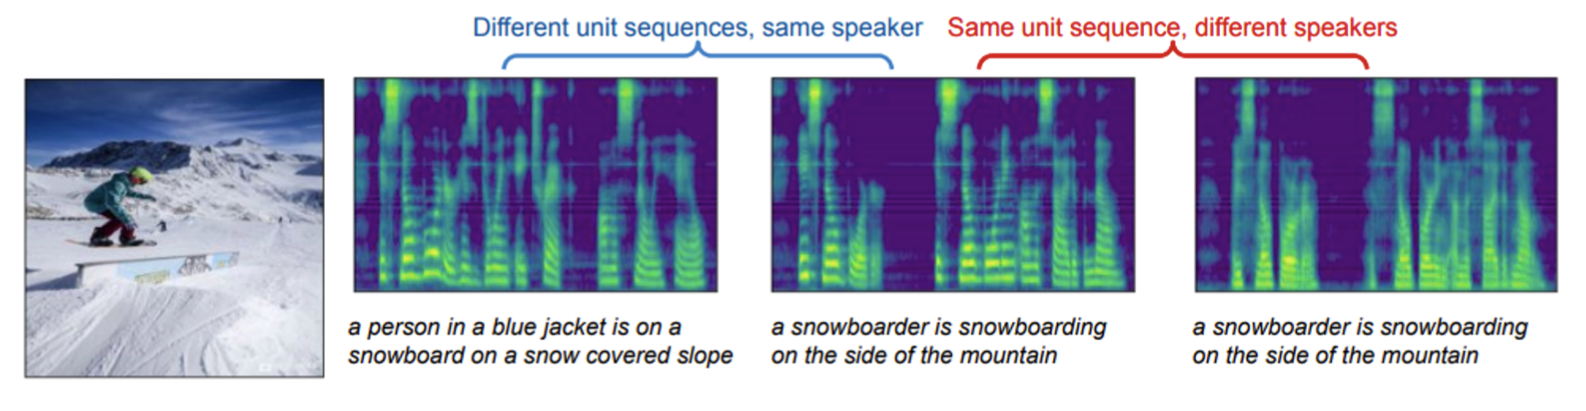 Different unit sequences, same speaker
Same unit sequence, different speakers
a person in a blue jacket is on a
snowboard on a snow covered slope
a snowboarder is snowboarding
on the side of the mountain
a snowboarder is snowboarding
on the side of the mountain